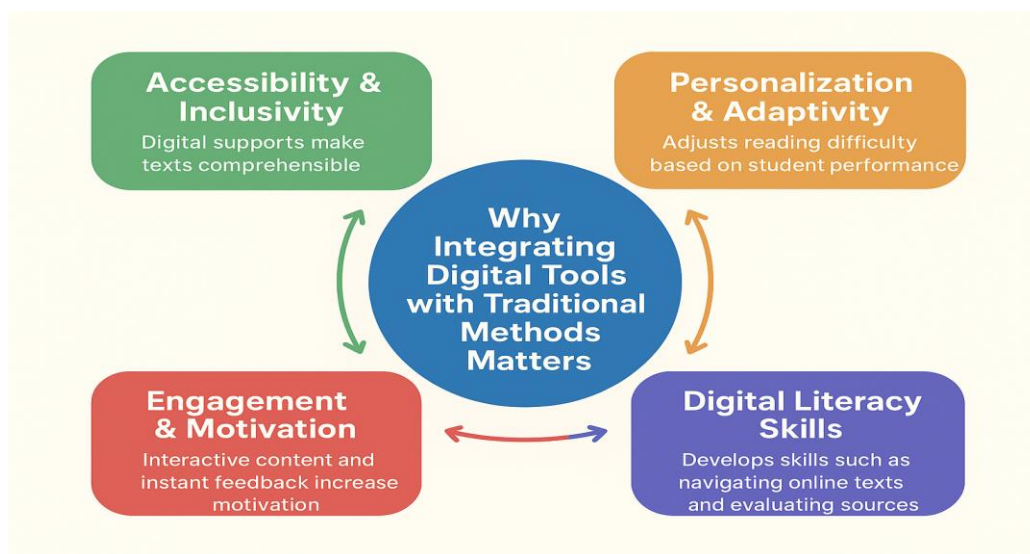 Accessibility &
Inclusivity
Digital supports make
texts comprehensible
Personalization
& Adaptivity
Adjusts reading difficulty
based on student performance
Why
Integrating
Digital Tools
with Traditional
Methods
Matters
Engagement
& Motivation
Interactive content and
instant feedback increase
motivation
Digital Literacy
Skills
Develops skills such as
navigating online texts
and evaluating sources